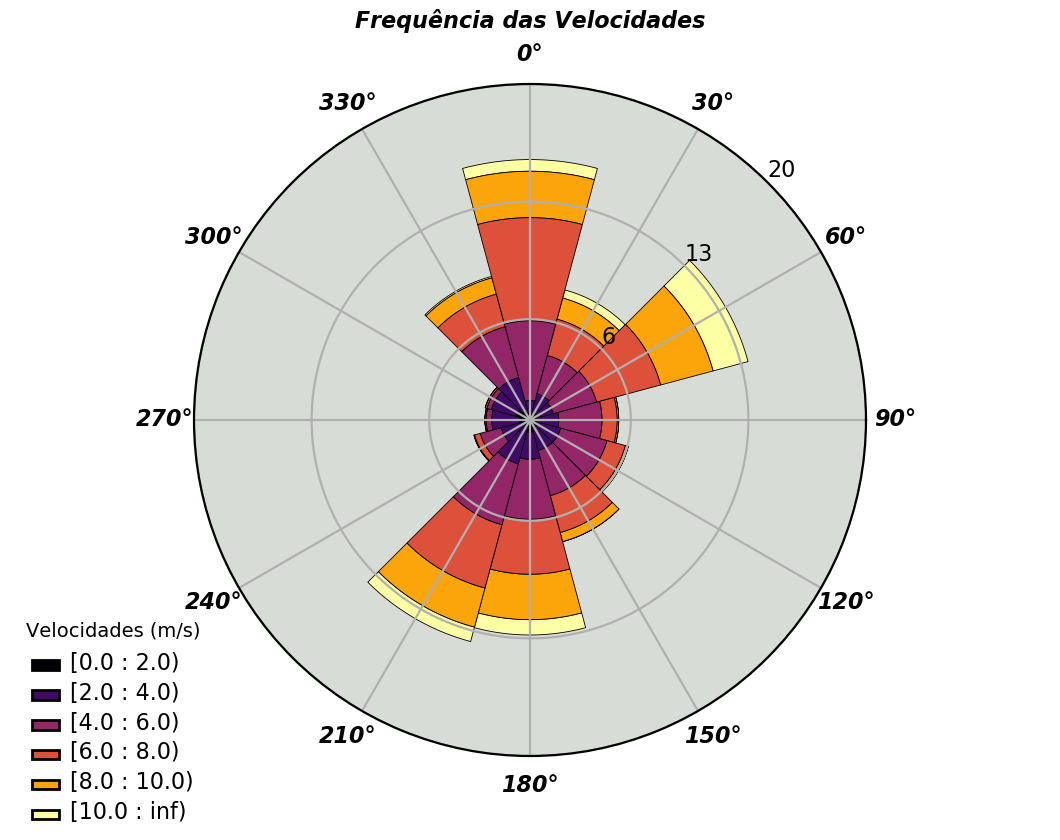 Frequência das Velocidades
0°
330°
30°
20
300°
60°
13
6
270°
90°
240°
120°
210°
150°
180°
Velocidades (m/s)
[0.0 : 2.0)
[2.0 : 4.0)
[4.0 : 6.0)
[6.0 : 8.0)
[8.0 : 10.0)
[10.0 : inf)